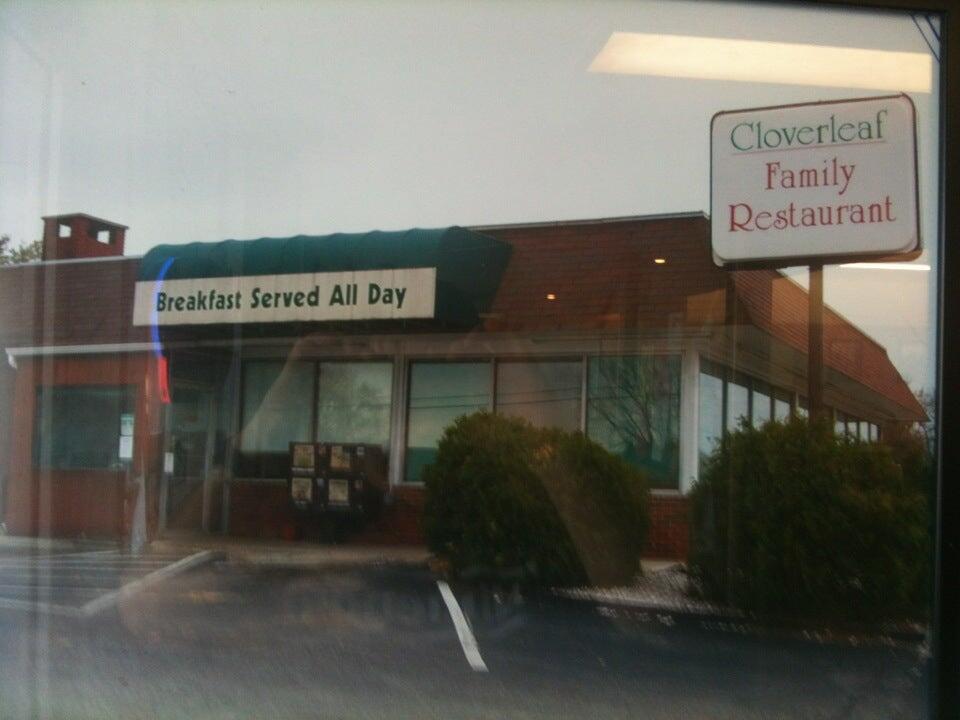 Cloverleaf
Family
Restaurant
Breakfast Served All Day